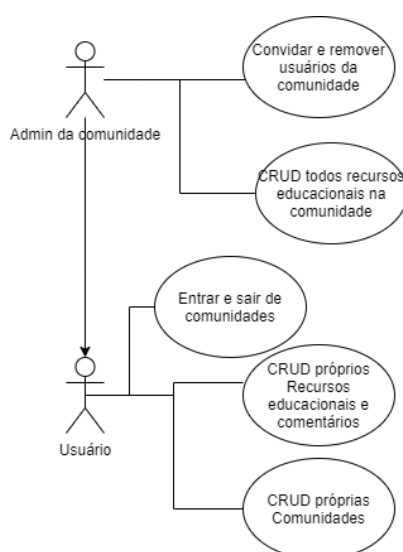 Convidar e remover
usuários da
comunidade
Admin da comunidade
CRUD todos recursos
educacionais na
comunidade
Entrar e sair de
comunidades
CRUD próprios
Recursos
educacionais e
comentários
Usuário
CRUD próprias
Comunidades